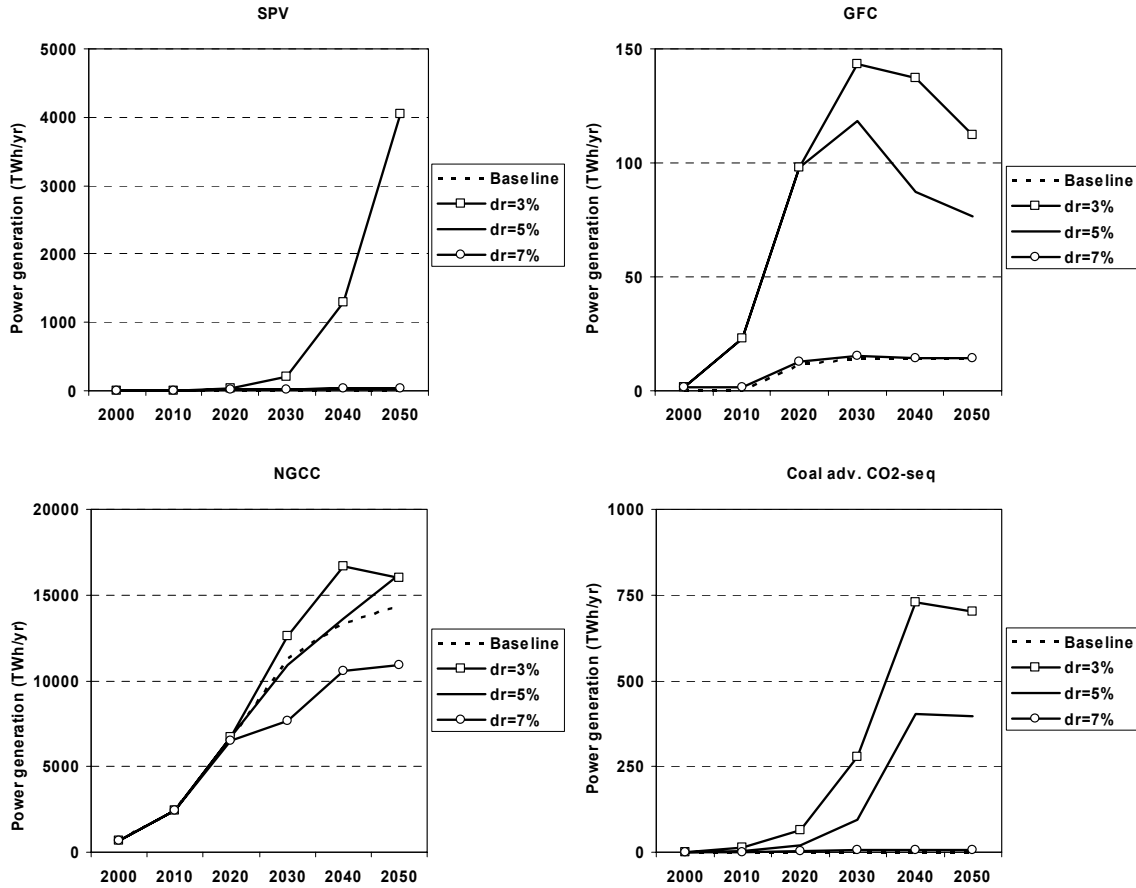 SPV
Power generation (TWh/yr)
5000
4000
3000
2000
1000
0
2000 2010 2020 2030 2040 2050
Baseline
dr=3%
dr=5%
dr=7%
GFC
Power generation (TWh/yr)
150
100
50
0
2000 2010 2020 2030 2040 2050
Baseline
dr=3%
dr=5%
dr=7%
NGCC
Power generation (TWh/yr)
20000
15000
10000
5000
0
2000 2010 2020 2030 2040 2050
Baseline
dr=3%
dr=5%
dr=7%
Coal adv. CO2-seq
Power generation (TWh/yr)
1000
750
500
250
0
2000 2010 2020 2030 2040 2050
Baseline
dr=3%
dr=5%
dr=7%